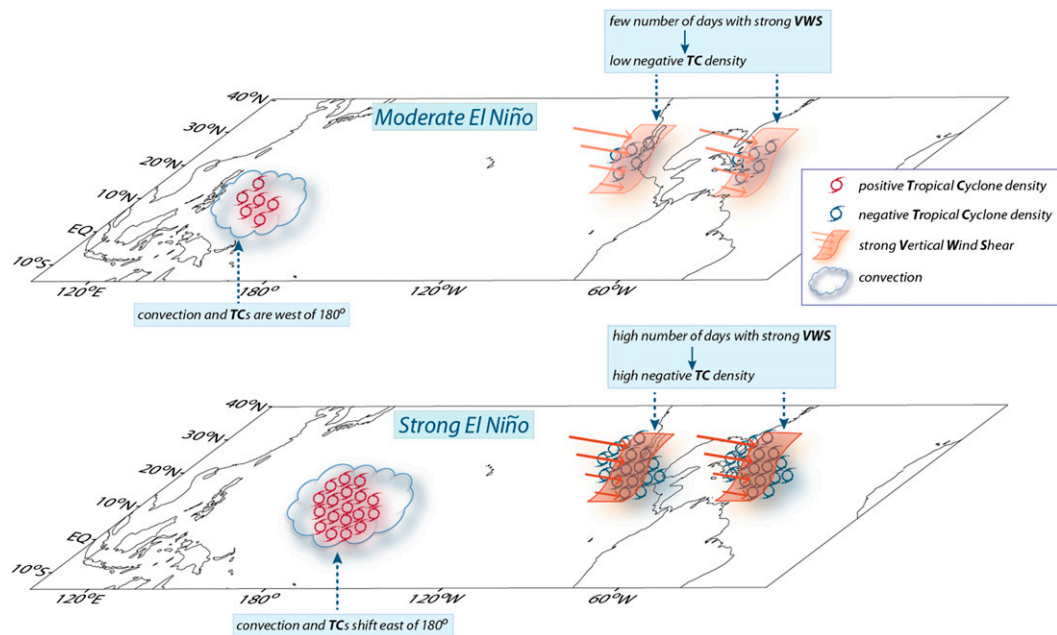 few number of days with strong VWS
low negative TC density
40°N
Moderate El Niño
30°N
20°N
10°N
EQ
10°S
120°E
180°
120°W
60°W
positive Tropical Cyclone density
negative Tropical Cyclone density
strong Vertical Wind Shear
convection
convection and TCs are west of 180°
high number of days with strong VWS
high negative TC density
40°N
Strong El Niño
30°N
20°N
10°N
EQ
10°S
120°E
180°
120°W
60°W
convection and TCs shift east of 180°